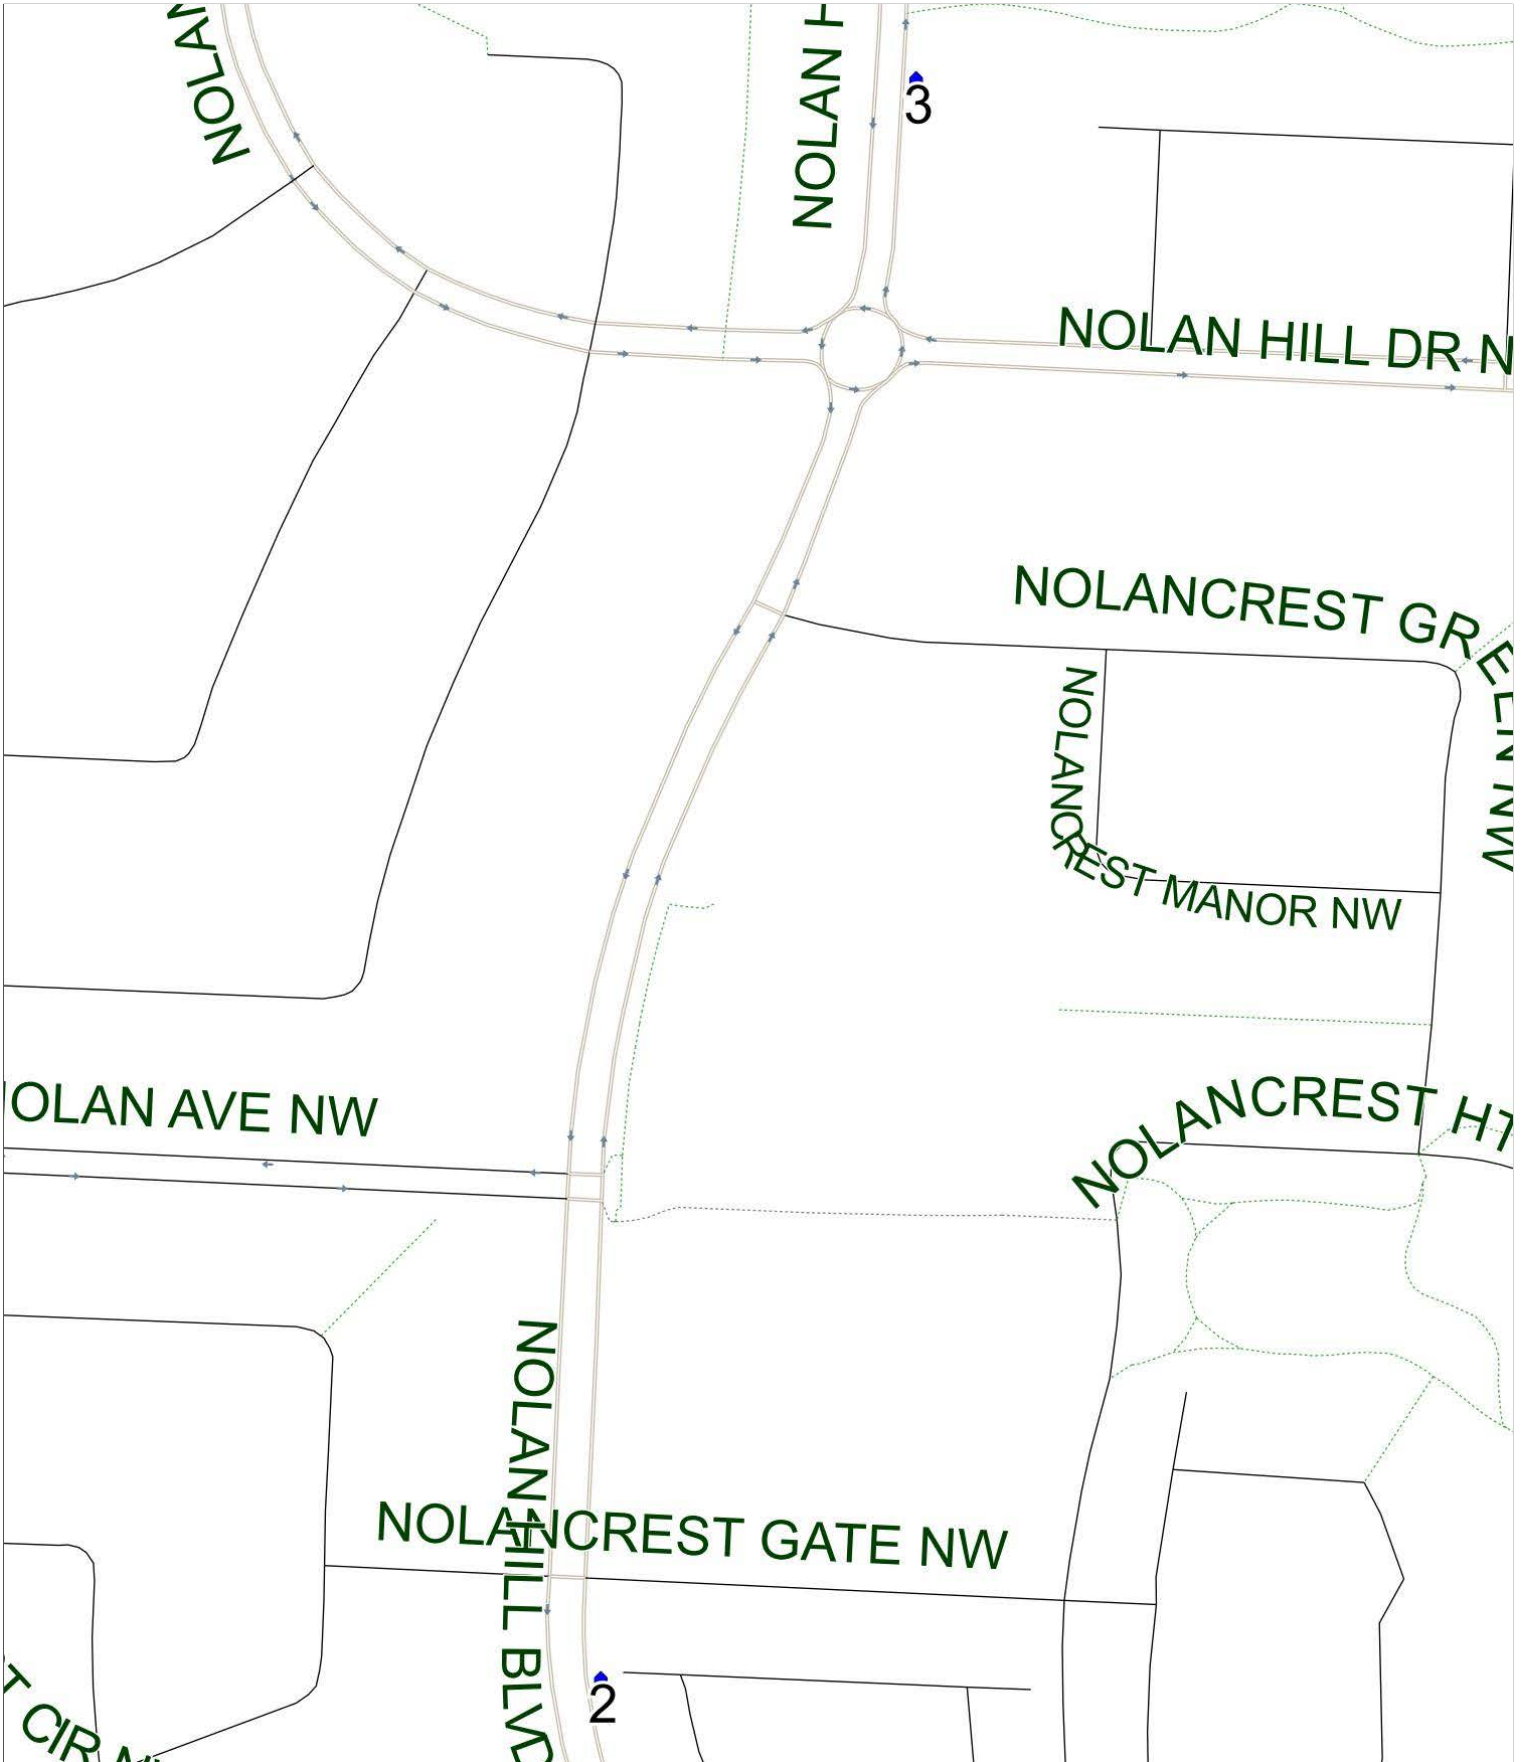 NOLAN
NOLAN H
3
NOLAN HILL DR N
NOLANCREST GREEN NW
NOLANCREST MANOR NW
OLAN AVE NW
NOLANCREST HT
NOLAN HILL BLVD
NOLANCREST GATE NW
2
T CIR N